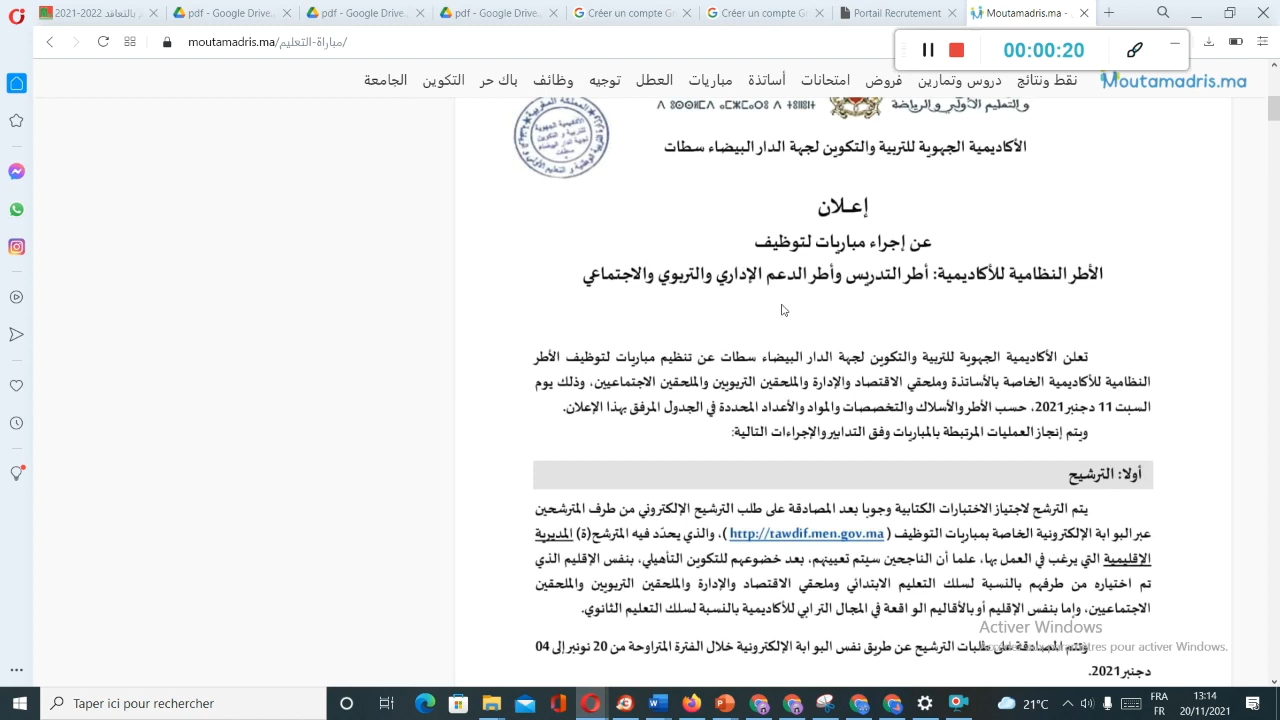 2021-2022 بالتعاقد
pdf - Google Drive
pdf - Google Drive
pdf - Google Drive
Créer un compte G
Créer un compte G
Portail Recrutement
Moutamadris.ma -
moutamadris.ma/مباراة-التعليم/
00:00:20
Moutamadris.ma نقط ونتائج دروس وتمارين فروض امتحانات أساتذة مباريات العطل توجيه وظائف باك حر التكوين الجامعة
والتعليم الأولي والرياضة
الأكاديمية الجهوية للتربية والتكوين لجهة الدار البيضاء سطات
إعـلان
عن إجراء مباريات لتوظيف
الأطر النظامية للأكاديمية: أطر التدريس وأطر الدعم الإداري والتربوي والاجتماعي
تعلن الأكاديمية الجهوية للتربية والتكوين لجهة الدار البيضاء سطات عن تنظيم مباريات لتوظيف الأطر
النظامية للأكاديمية الخاصة بالأساتذة وملحقي الاقتصاد والإدارة والملحقين التربويين والملحقين الاجتماعيين، وذلك يوم
السبت 11 دجنبر 2021، حسب الأطر والأسلاك والتخصصات والمواد والأعداد المحددة في الجدول المرفق بهذا الإعلان.
ويتم إنجاز العمليات المرتبطة بالمباريات وفق التدابير والإجراءات التالية:
أولا: الترشيح
يتم الترشح لاجتياز الاختبارات الكتابية وجوبا بعد المصادقة على طلب الترشيح الإلكتروني من طرف المترشحين
عبر البوابة الإلكترونية الخاصة بمباريات التوظيف (http://tawdif.men.gov.ma)، والذي يحدّد فيه المترشح(ة) المديرية
الإقليمية التي يرغب في العمل بها، علما أن الناجحين سيتم تعيينهم، بعد خضوعهم للتكوين التأهيلي، بنفس الإقليم الذي
تم اختياره من طرفهم بالنسبة لسلك التعليم الابتدائي وملحقي الاقتصاد والإدارة والملحقين التربويين والملحقين
الاجتماعيين، وإما بنفس الإقليم أو بالأقاليم الواقعة في المجال الترابي للأكاديمية بالنسبة لسلك التعليم الثانوي.
Activer Windows
وتتم المصادقة على طلبات الترشيح عن طريق نفس البوابة الإلكترونية خلال الفترة المتراوحة من 20 نونبر إلى 04
دجنبر 2021.
paramètres pour activer Windows.
Taper ici pour rechercher
21°C
FRA
FR
13:14
20/11/2021